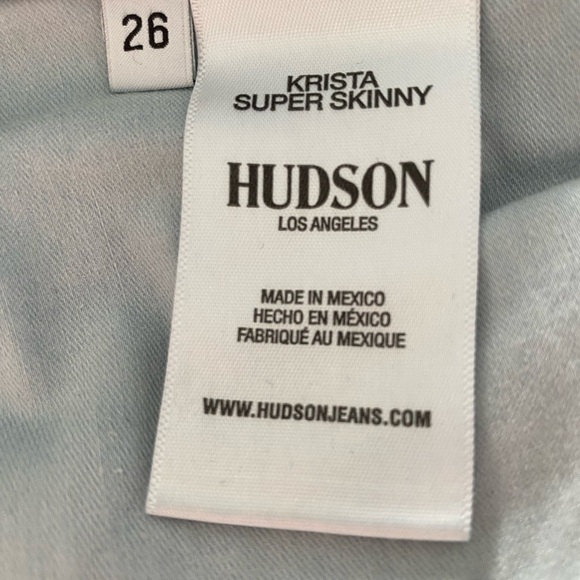 26
KRISTA
SUPER SKINNY
HUDSON
LOS ANGELES
MADE IN MEXICO
HECHO EN MÉXICO
FABRIQUÉ AU MEXIQUE
WWW.HUDSONJEANS.COM